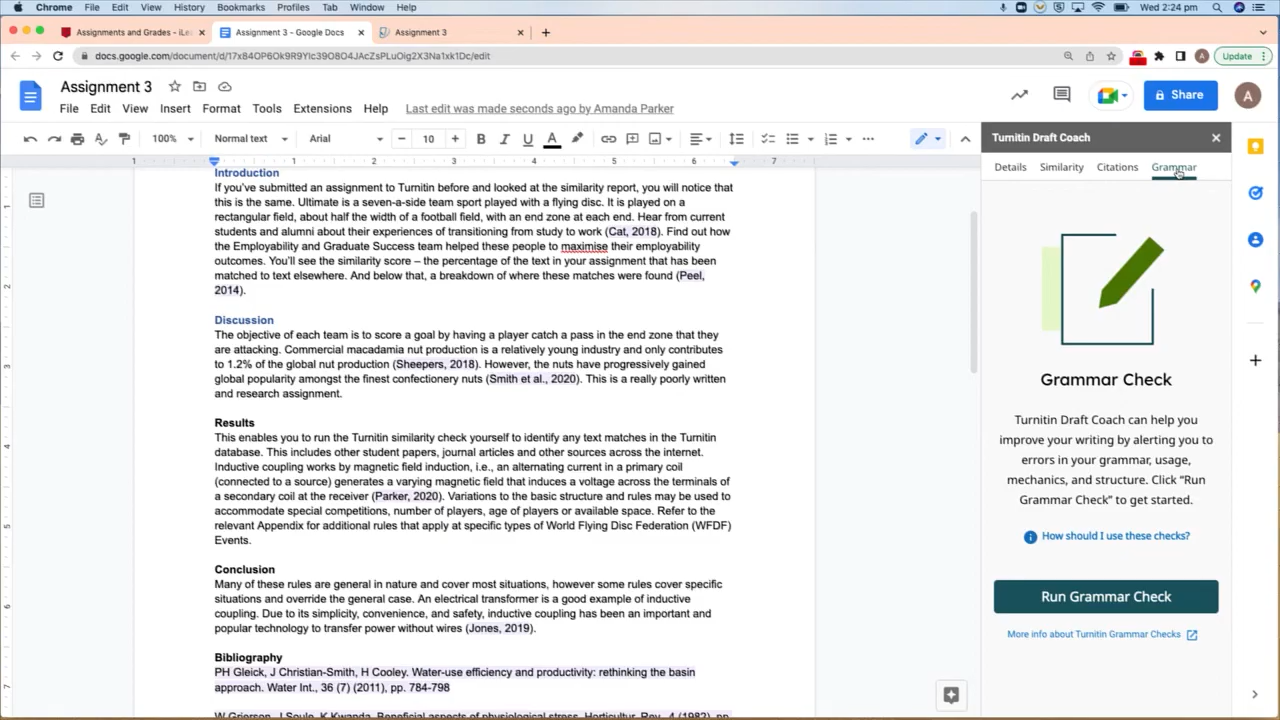 Chrome File Edit View History Bookmarks Profiles Tab Window Help
Wed 2:24 pm
Assignments and Grades - iLe
Assignment 3 - Google Docs
Assignment 3
Update
Assignment 3
File Edit View Insert Format Tools Extensions Help Last edit was made seconds ago by Amanda Parker
Share
A
100% Normal text Arial 10 B I U A
1 1 2 3 4 5 6 7
Introduction
If you've submitted an assignment to Turnitin before and looked at the similarity report, you will notice that
this is the same. Ultimate is a seven-a-side team sport played with a flying disc. It is played on a
rectangular field, about half the width of a football field, with an end zone at each end. Hear from current
students and alumni about their experiences of transitioning from study to work (Cat, 2018). Find out how
the Employability and Graduate Success team helped these people to maximise their employability
outcomes. You'll see the similarity score – the percentage of the text in your assignment that has been
matched to text elsewhere. And below that, a breakdown of where these matches were found (Peel,
2014).
Discussion
The objective of each team is to score a goal by having a player catch a pass in the end zone that they
are attacking. Commercial macadamia nut production is a relatively young industry and only contributes
to 1.2% of the global nut production (Sheepers, 2018). However, the nuts have progressively gained
global popularity amongst the finest confectionery nuts (Smith et al., 2020). This is a really poorly written
and research assignment.
Results
This enables you to run the Turnitin similarity check yourself to identify any text matches in the Turnitin
database. This includes other student papers, journal articles and other sources across the internet.
Inductive coupling works by magnetic field induction, i.e., an alternating current in a primary coil
(connected to a source) generates a varying magnetic field that induces a voltage across the terminals of
a secondary coil at the receiver (Parker, 2020). Variations to the basic structure and rules may be used to
accommodate special competitions, number of players, age of players or available space. Refer to the
relevant Appendix for additional rules that apply at specific types of World Flying Disc Federation (WFDF)
Events.
Conclusion
Many of these rules are general in nature and cover most situations, however some rules cover specific
situations and override the general case. An electrical transformer is a good example of inductive
coupling. Due to its simplicity, convenience, and safety, inductive coupling has been an important and
popular technology to transfer power without wires (Jones, 2019).
Bibliography
PH Gleick, J Christian-Smith, H Cooley. Water-use efficiency and productivity: rethinking the basin
approach. Water Int., 36 (7) (2011), pp. 784-798
W Grierson, J Soule, K Kwanda. Beneficial aspects of physiological stress. Horticultur. Rev., 4 (1982), pp
Turnitin Draft Coach
Details Similarity Citations Grammar
Grammar Check
Turnitin Draft Coach can help you
improve your writing by alerting you to
errors in your grammar, usage,
mechanics, and structure. Click "Run
Grammar Check" to get started.
How should I use these checks?
Run Grammar Check
More info about Turnitin Grammar Checks